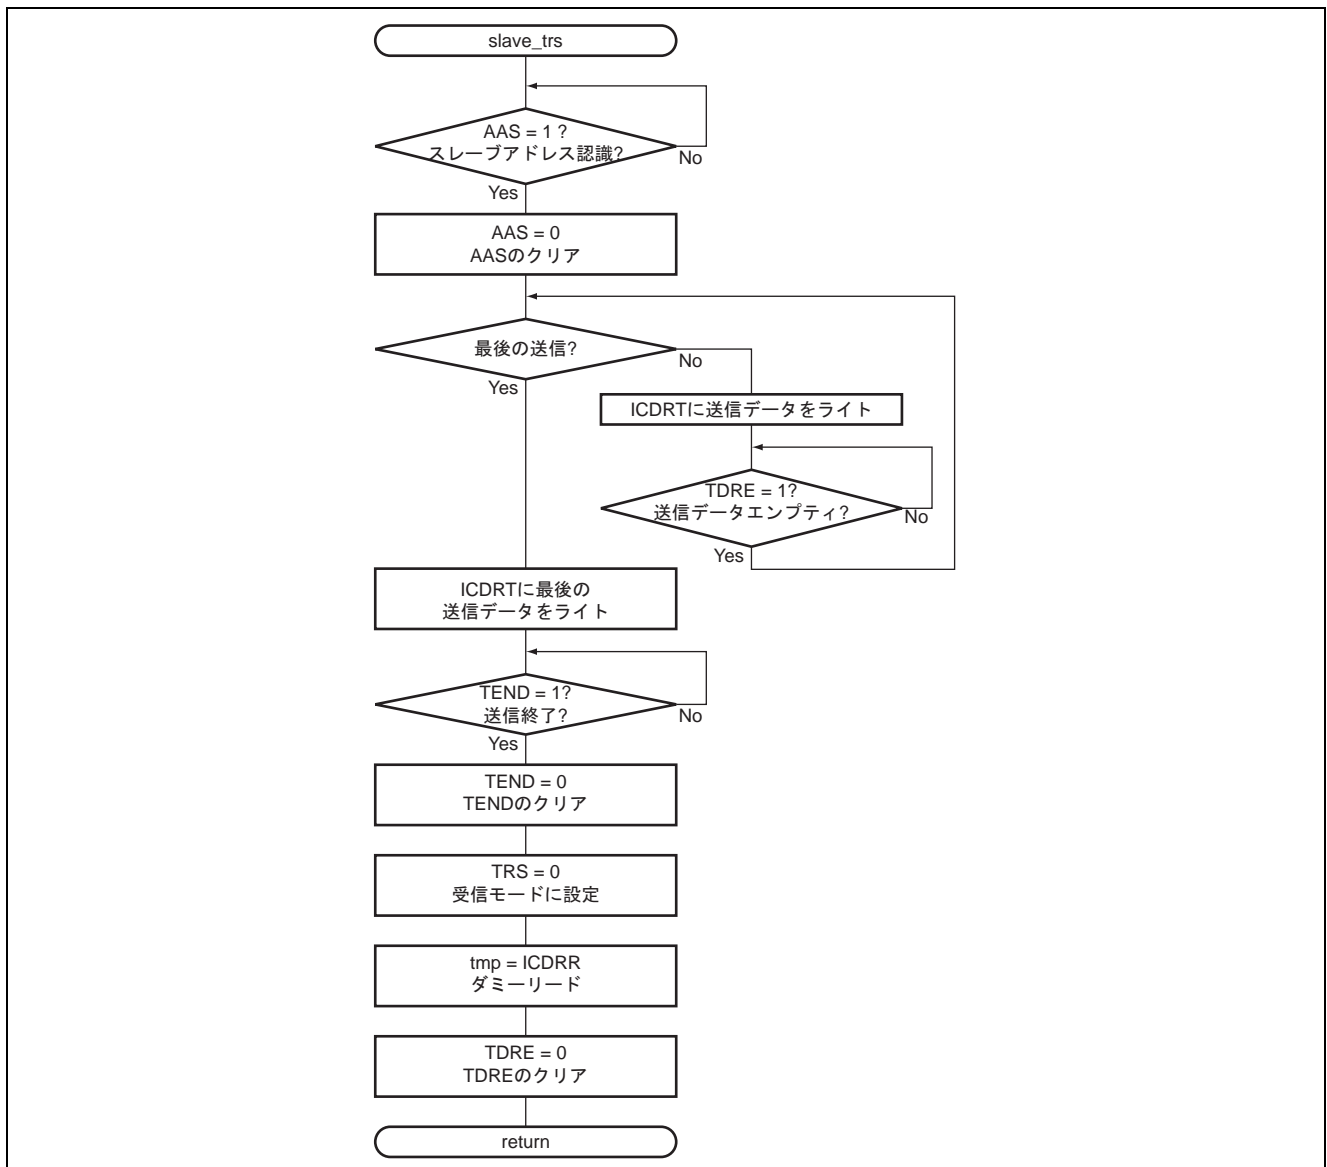 slave_trs
AAS = 1 ?
スレーブアドレス認識?
No
Yes
AAS = 0
AASのクリア
最後の送信?
No
Yes
ICDRTに送信データをライト
TDRE = 1?
送信データエンプティ?
No
Yes
ICDRTに最後の
送信データをライト
TEND = 1?
送信終了?
No
Yes
TEND = 0
TENDのクリア
TRS = 0
受信モードに設定
tmp = ICDRR
ダミーリード
TDRE = 0
TDREのクリア
return